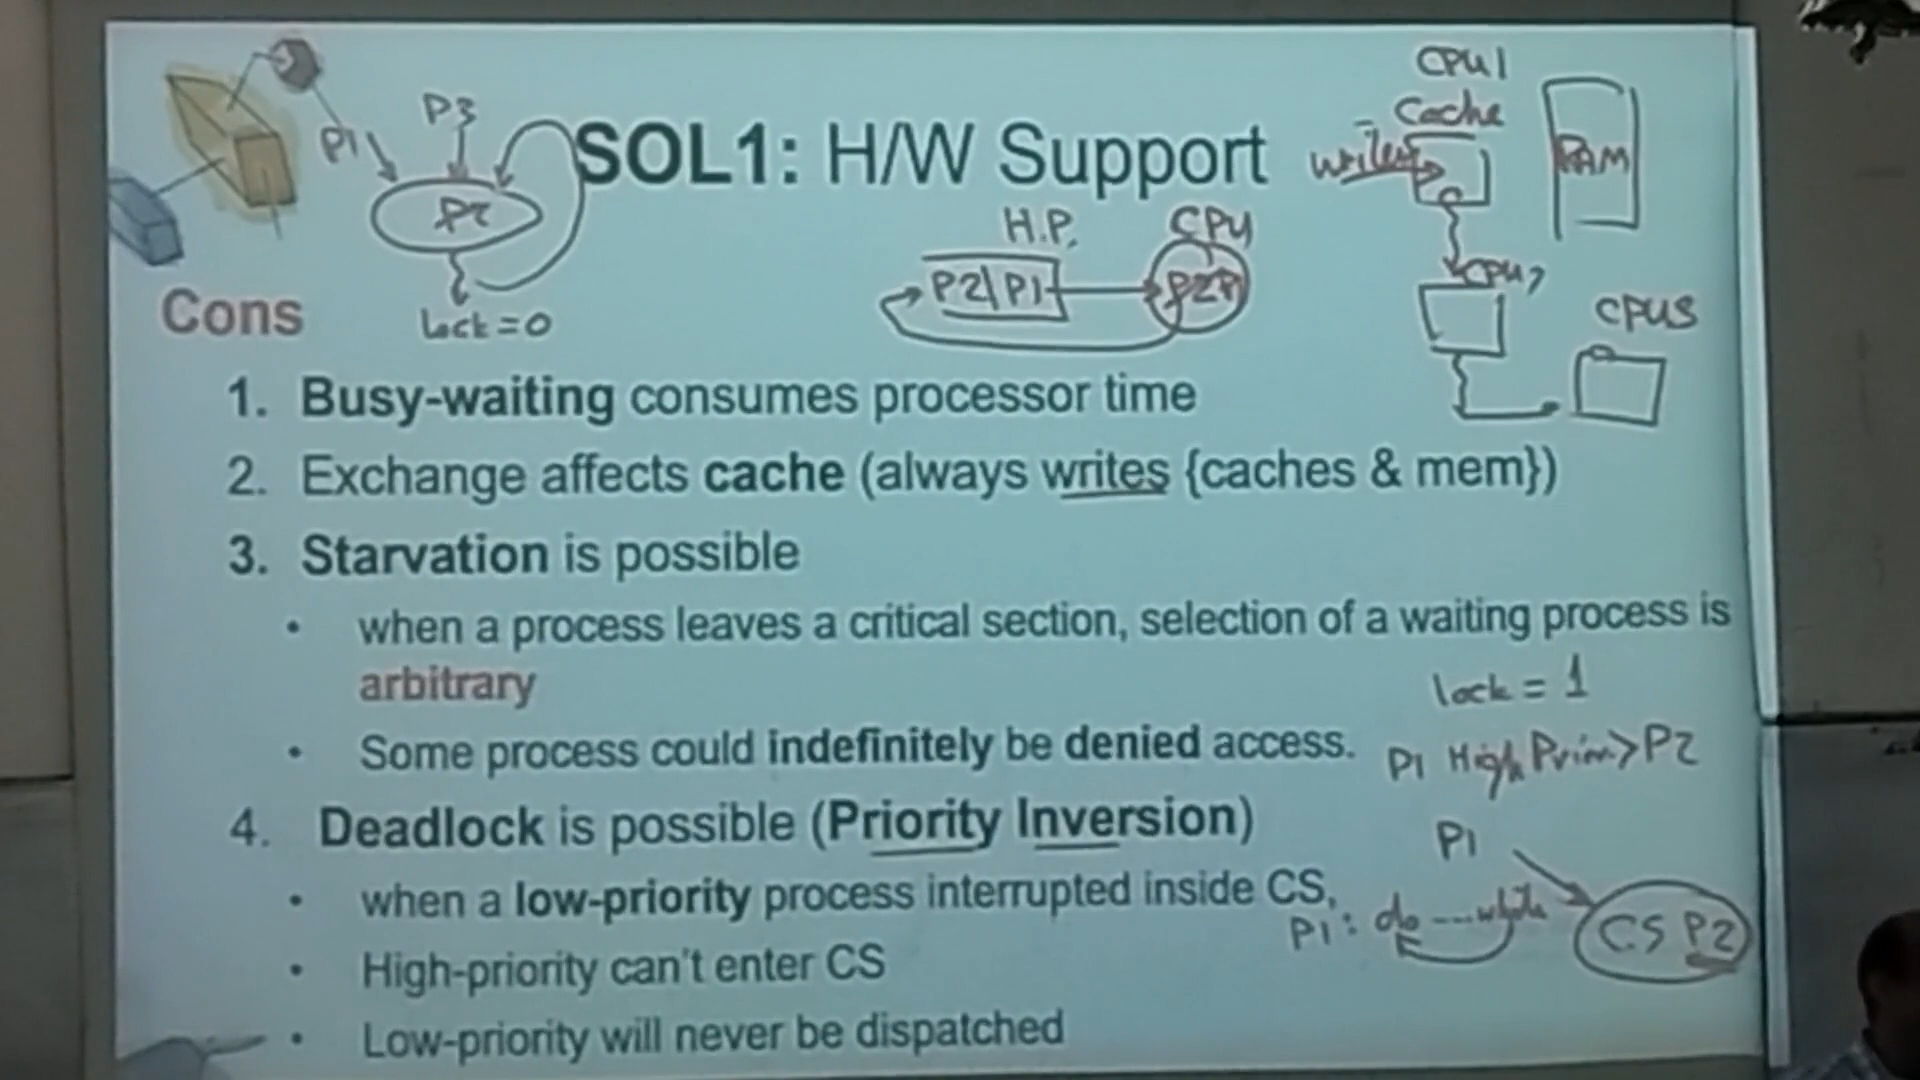 CPU1
P3
Cache
P1
SOL1: H/W Support
RAM
P2
H.P.
CPU
P2|P1
CPU2
Cons
lock=0
CPU3
1. Busy-waiting consumes processor time
2. Exchange affects cache (always writes {caches & mem})
3. Starvation is possible
• when a process leaves a critical section, selection of a waiting process is
arbitrary
lock = 1
• Some process could indefinitely be denied access.
P1 High > P2
4. Deadlock is possible (Priority Inversion)
P1
• when a low-priority process interrupted inside CS,
P1: do ---- while
CS P2
• High-priority can't enter CS
• Low-priority will never be dispatched